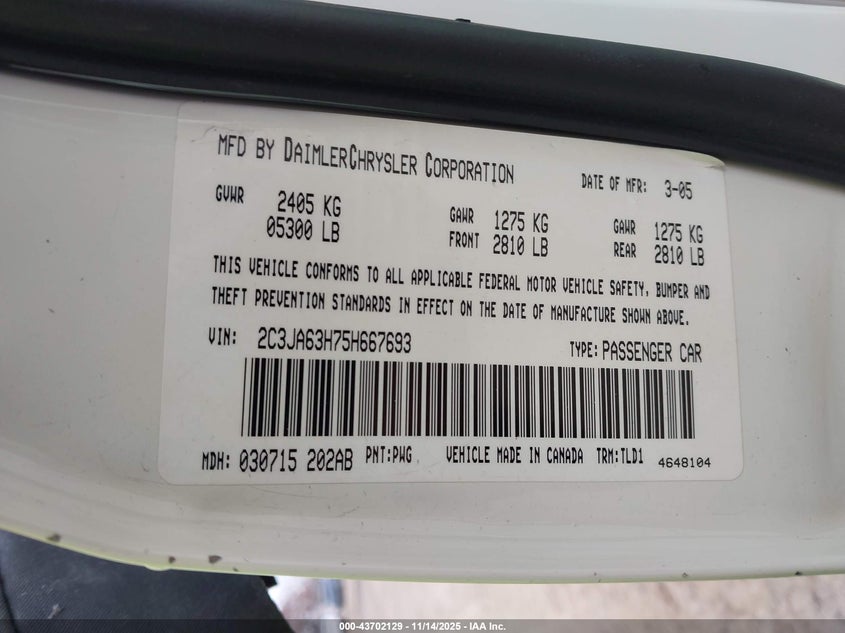 MFD BY DAIMLERCHRYSLER CORPORATION
DATE OF MFR: 3-05
GVWR 2405 KG 05300 LB
GAWR FRONT 1275 KG 2810 LB
GAWR REAR 1275 KG 2810 LB
THIS VEHICLE CONFORMS TO ALL APPLICABLE FEDERAL MOTOR VEHICLE SAFETY, BUMPER AND
THEFT PREVENTION STANDARDS IN EFFECT ON THE DATE OF MANUFACTURE SHOWN ABOVE.
VIN: 2C3JA63H75H667693 TYPE: PASSENGER CAR
MDH: 030715 202AB PNT:PWG VEHICLE MADE IN CANADA TRM:TLD1 4648104
000-43702129 - 11/14/2025 - IAA Inc.